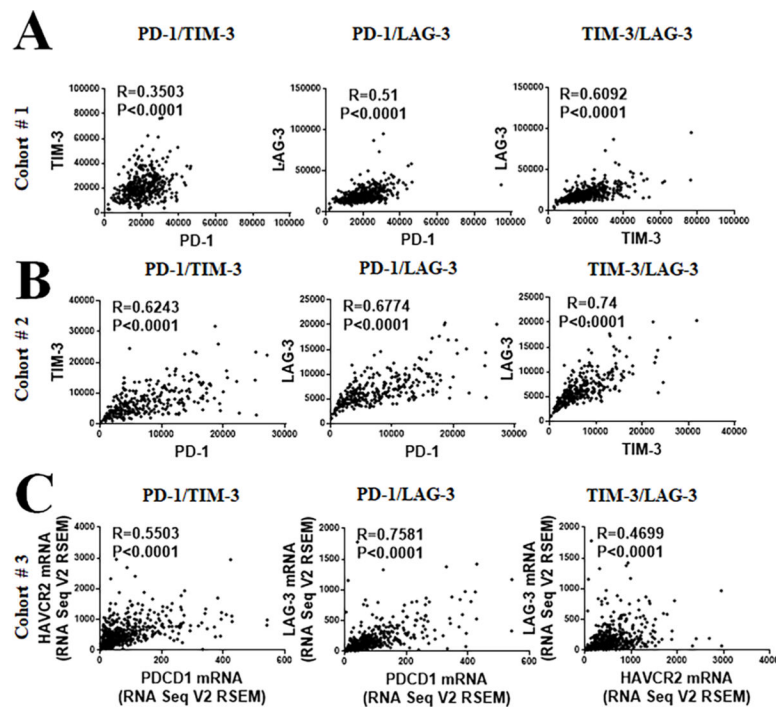 A
PD-1/TIM-3
PD-1/LAG-3
TIM-3/LAG-3
Cohort # 1
R=0.3503
P<0.0001
TIM-3
100000
80000
60000
40000
20000
0
0 20000 40000 60000 80000 100000
PD-1
R=0.51
P<0.0001
LAG-3
150000
100000
50000
0
0 20000 40000 60000 80000 100000
PD-1
R=0.6092
P<0.0001
LAG-3
150000
100000
50000
0
0 20000 40000 60000 80000 100000
TIM-3
B
PD-1/TIM-3
PD-1/LAG-3
TIM-3/LAG-3
Cohort # 2
R=0.6243
P<0.0001
TIM-3
40000
30000
20000
10000
0
0 10000 20000 30000
PD-1
R=0.6774
P<0.0001
LAG-3
25000
20000
15000
10000
5000
0
0 10000 20000 30000
PD-1
R=0.74
P<0.0001
LAG-3
25000
20000
15000
10000
5000
0
0 10000 20000 30000 40000
TIM-3
C
PD-1/TIM-3
PD-1/LAG-3
TIM-3/LAG-3
Cohort # 3
R=0.5503
P<0.0001
HAVCR2 mRNA
(RNA Seq V2 RSEM)
4000
3000
2000
1000
0
0 200 400 600
PDCD1 mRNA
(RNA Seq V2 RSEM)
R=0.7581
P<0.0001
LAG-3 mRNA
(RNA Seq V2 RSEM)
2000
1500
1000
500
0
0 200 400 600
PDCD1 mRNA
(RNA Seq V2 RSEM)
R=0.4699
P<0.0001
LAG-3 mRNA
(RNA Seq V2 RSEM)
2000
1500
1000
500
0
0 1000 2000 3000 4000
HAVCR2 mRNA
(RNA Seq V2 RSEM)